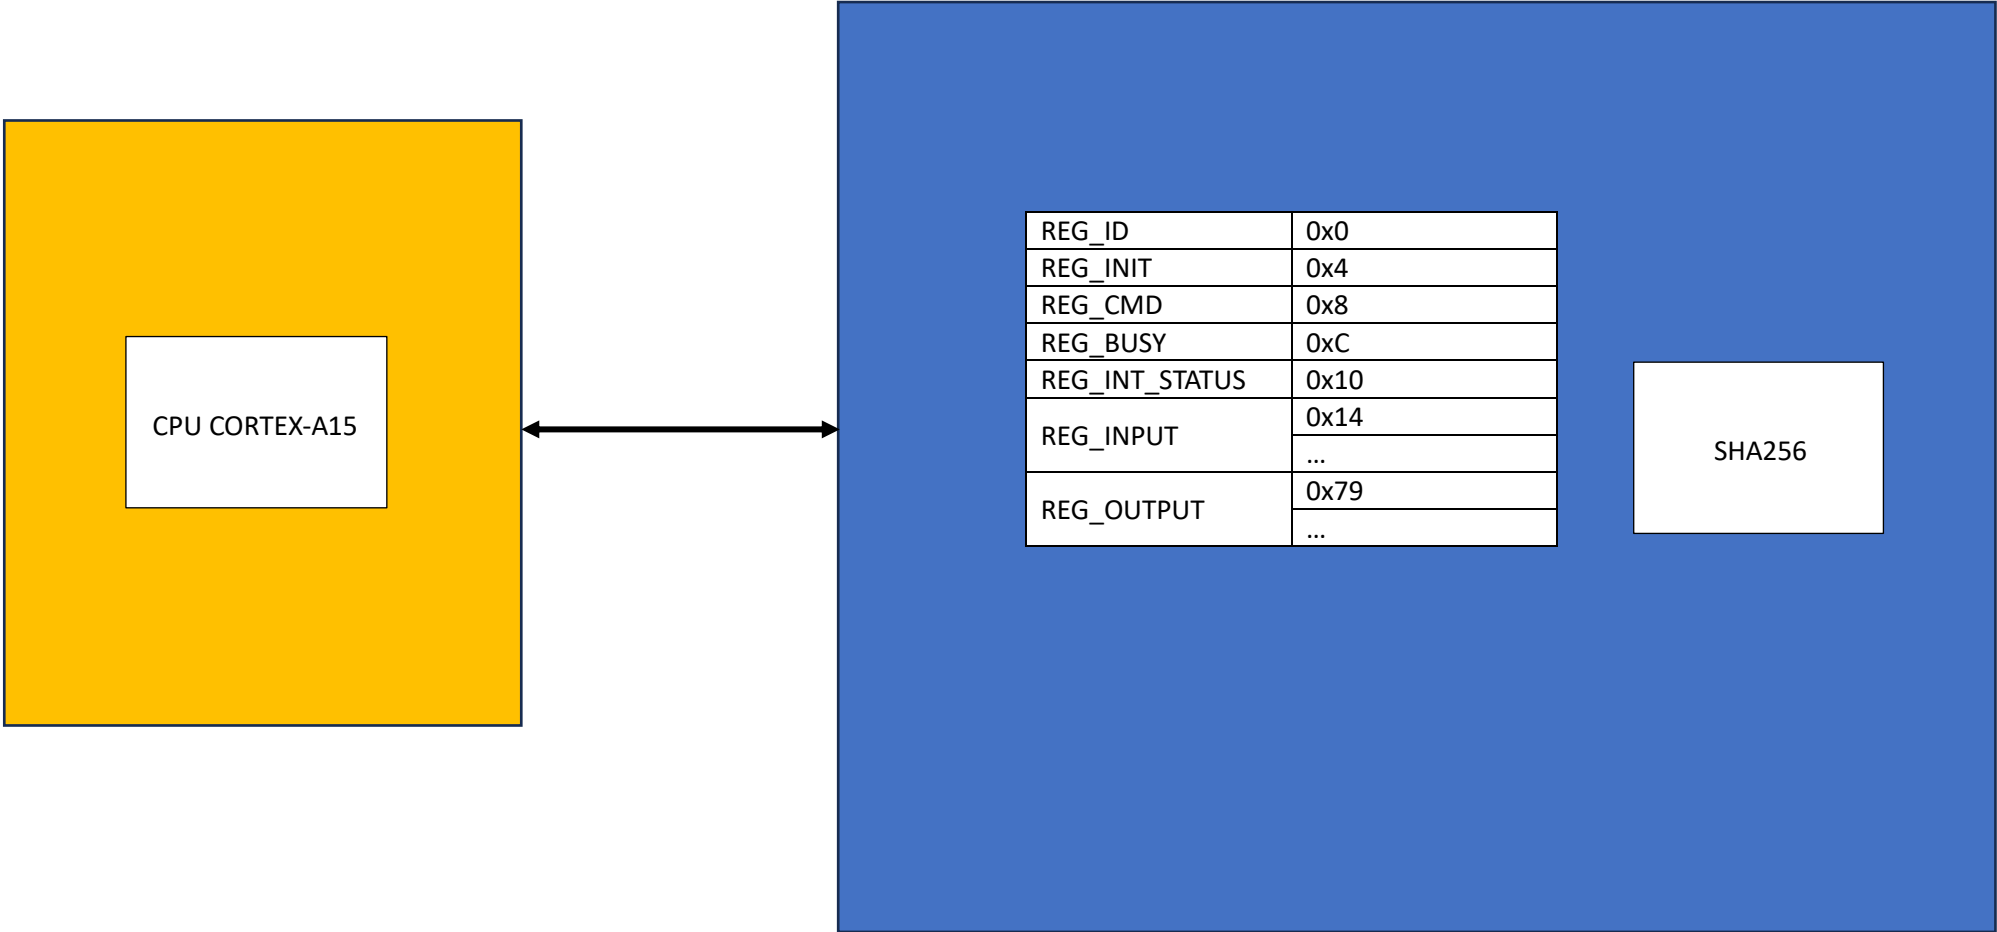 CPU CORTEX-A15
REG_ID 0x0
REG_INIT 0x4
REG_CMD 0x8
REG_BUSY 0xC
REG_INT_STATUS 0x10
REG_INPUT 0x14
...
REG_OUTPUT 0x79
...
SHA256